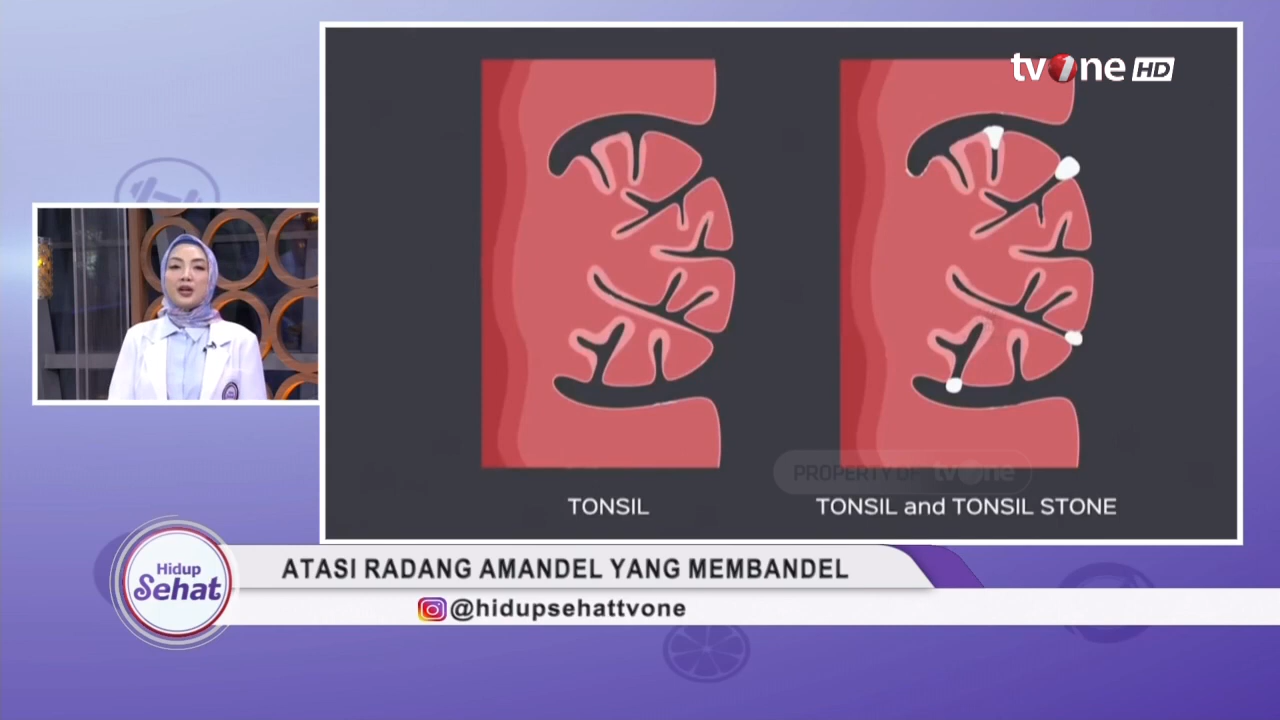 tvOne HD
PROPERTY OF tvOne
TONSIL
TONSIL and TONSIL STONE
Hidup
Sehat
ATASI RADANG AMANDEL YANG MEMBANDEL
@hidupsehattvone